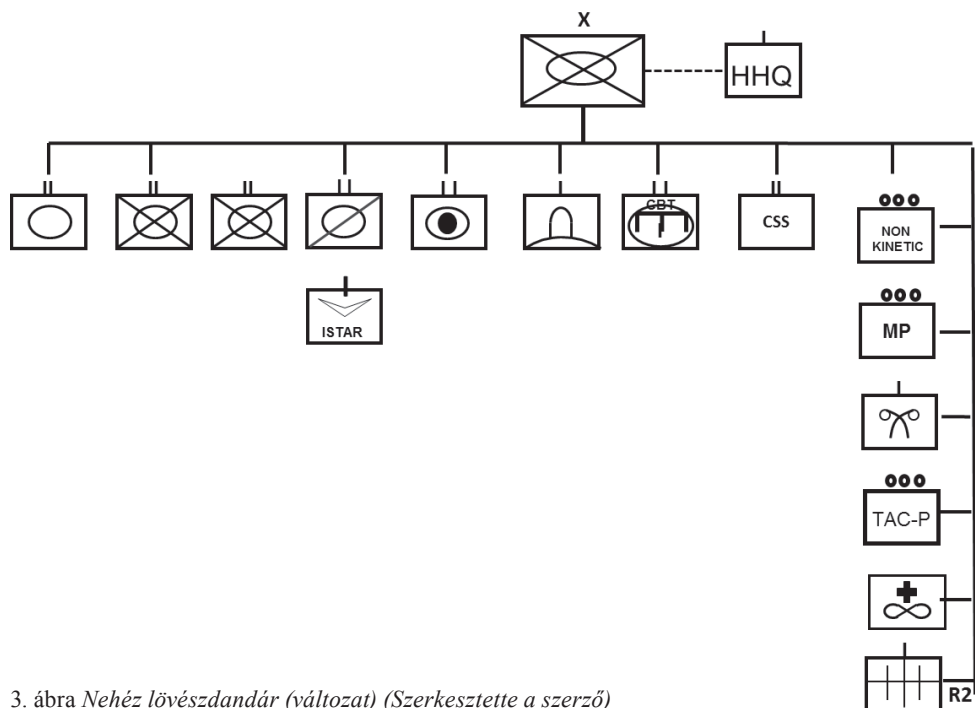 X
HHQ
CBT
CSS
NON
KINETIC
ISTAR
MP
TAC-P
R2
3. ábra Nehéz lövészdandár (változat) (Szerkesztette a szerző)